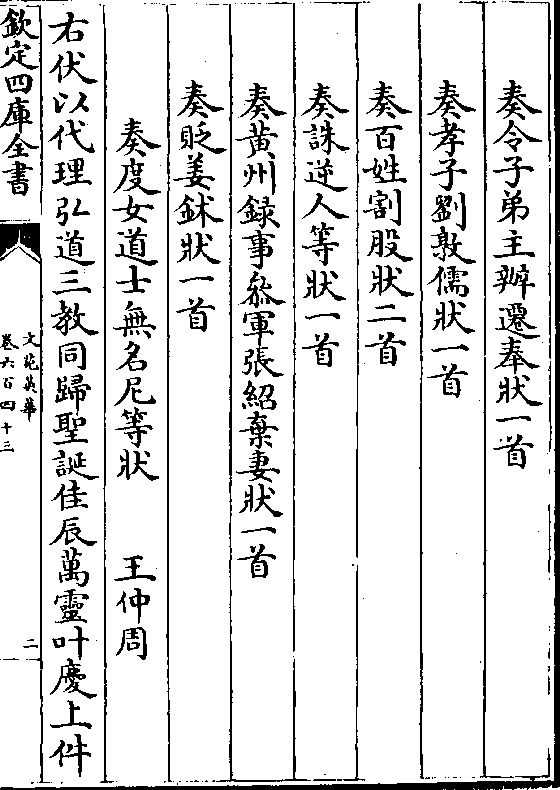 奏令子弟主辦遷奉狀一首
奏孝子劉敦儒狀一首
奏百姓割股狀二首
奏誅逆人等狀一首
奏黃州録事叅軍張紹棄妻狀一首
奏貶姜鉥狀一首
奏度女道士無名尼等狀　王仲周
右伏以代理弘道三教同歸聖誕佳辰萬靈叶慶上件
欽定四庫全書
文苑英華
卷六百四十三
二